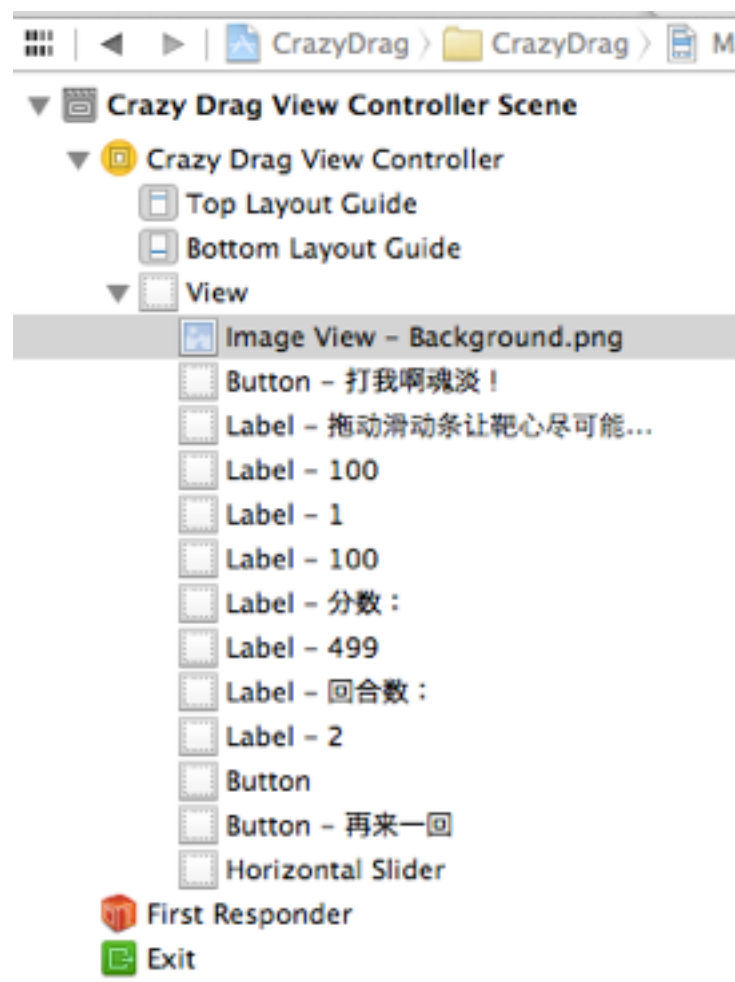 CrazyDrag 〉 CrazyDrag 〉 M
Crazy Drag View Controller Scene
Crazy Drag View Controller
Top Layout Guide
Bottom Layout Guide
View
Image View – Background.png
Button – 打我啊魂淡！
Label – 拖动滑动条让靶心尽可能...
Label – 100
Label – 1
Label – 100
Label – 分数：
Label – 499
Label – 回合数：
Label – 2
Button
Button – 再来一回
Horizontal Slider
First Responder
Exit